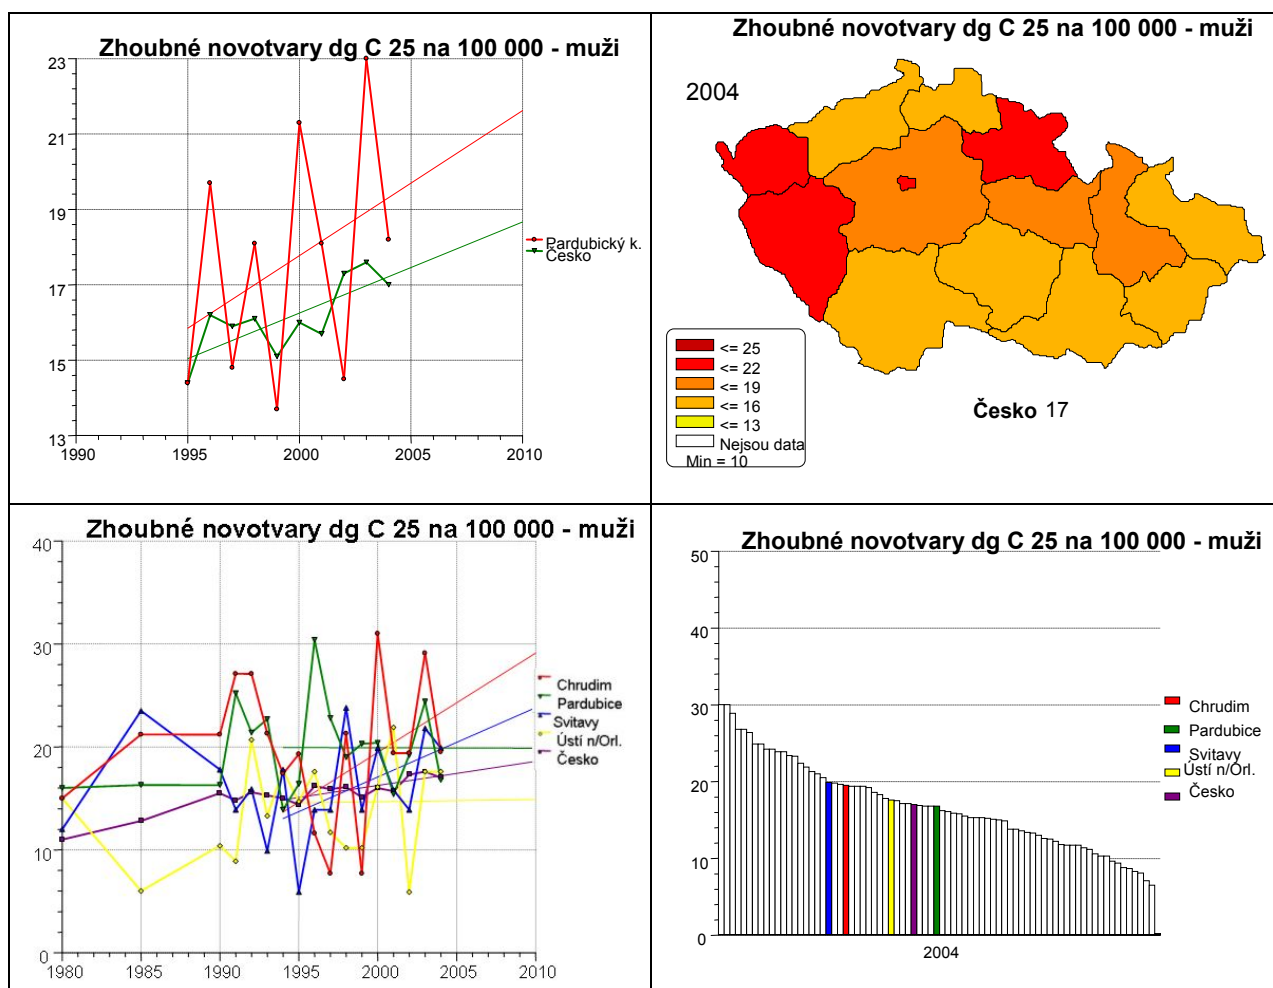 Zhoubné novotvary dg C 25 na 100 000 - muži
23
21
19
17
15
13
1990
1995
2000
2005
2010
Pardubický k.
Česko
Zhoubné novotvary dg C 25 na 100 000 - muži
2004
<= 25
<= 22
<= 19
<= 16
<= 13
Nejsou data
Min = 10
Česko 17
Zhoubné novotvary dg C 25 na 100 000 - muži
40
30
20
10
0
1980
1985
1990
1995
2000
2005
2010
Chrudim
Pardubice
Svitavy
Ústí n/Orl.
Česko
Zhoubné novotvary dg C 25 na 100 000 - muži
50
40
30
20
10
0
2004
Chrudim
Pardubice
Svitavy
Ústí n/Orl.
Česko